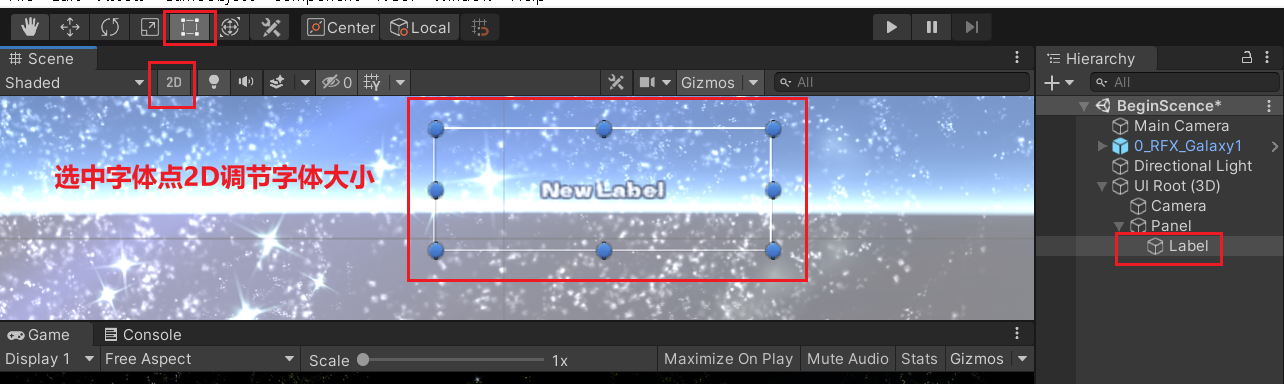 Center
Local
Scene
Shaded
2D
0
Gizmos
All
选中字体点2D调节字体大小
New Label
Hierarchy
All
BeginScence*
Main Camera
0_RFX_Galaxy1
Directional Light
UI Root (3D)
Camera
Panel
Label
Game
Console
Display 1
Free Aspect
Scale
1x
Maximize On Play
Mute Audio
Stats
Gizmos